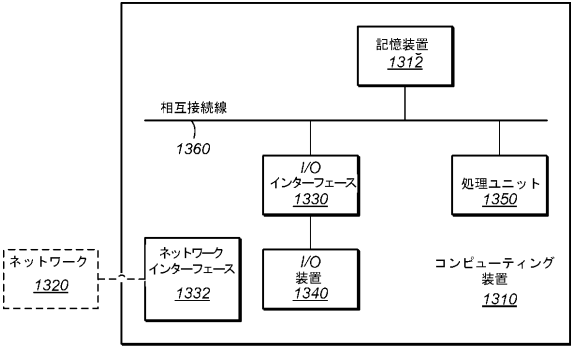 記憶装置
1312
相互接続線
1360
I/O
インターフェース
1330
処理ユニット
1350
ネットワーク
1320
ネットワーク
インターフェース
1332
I/O
装置
1340
コンピューティング
装置
1310